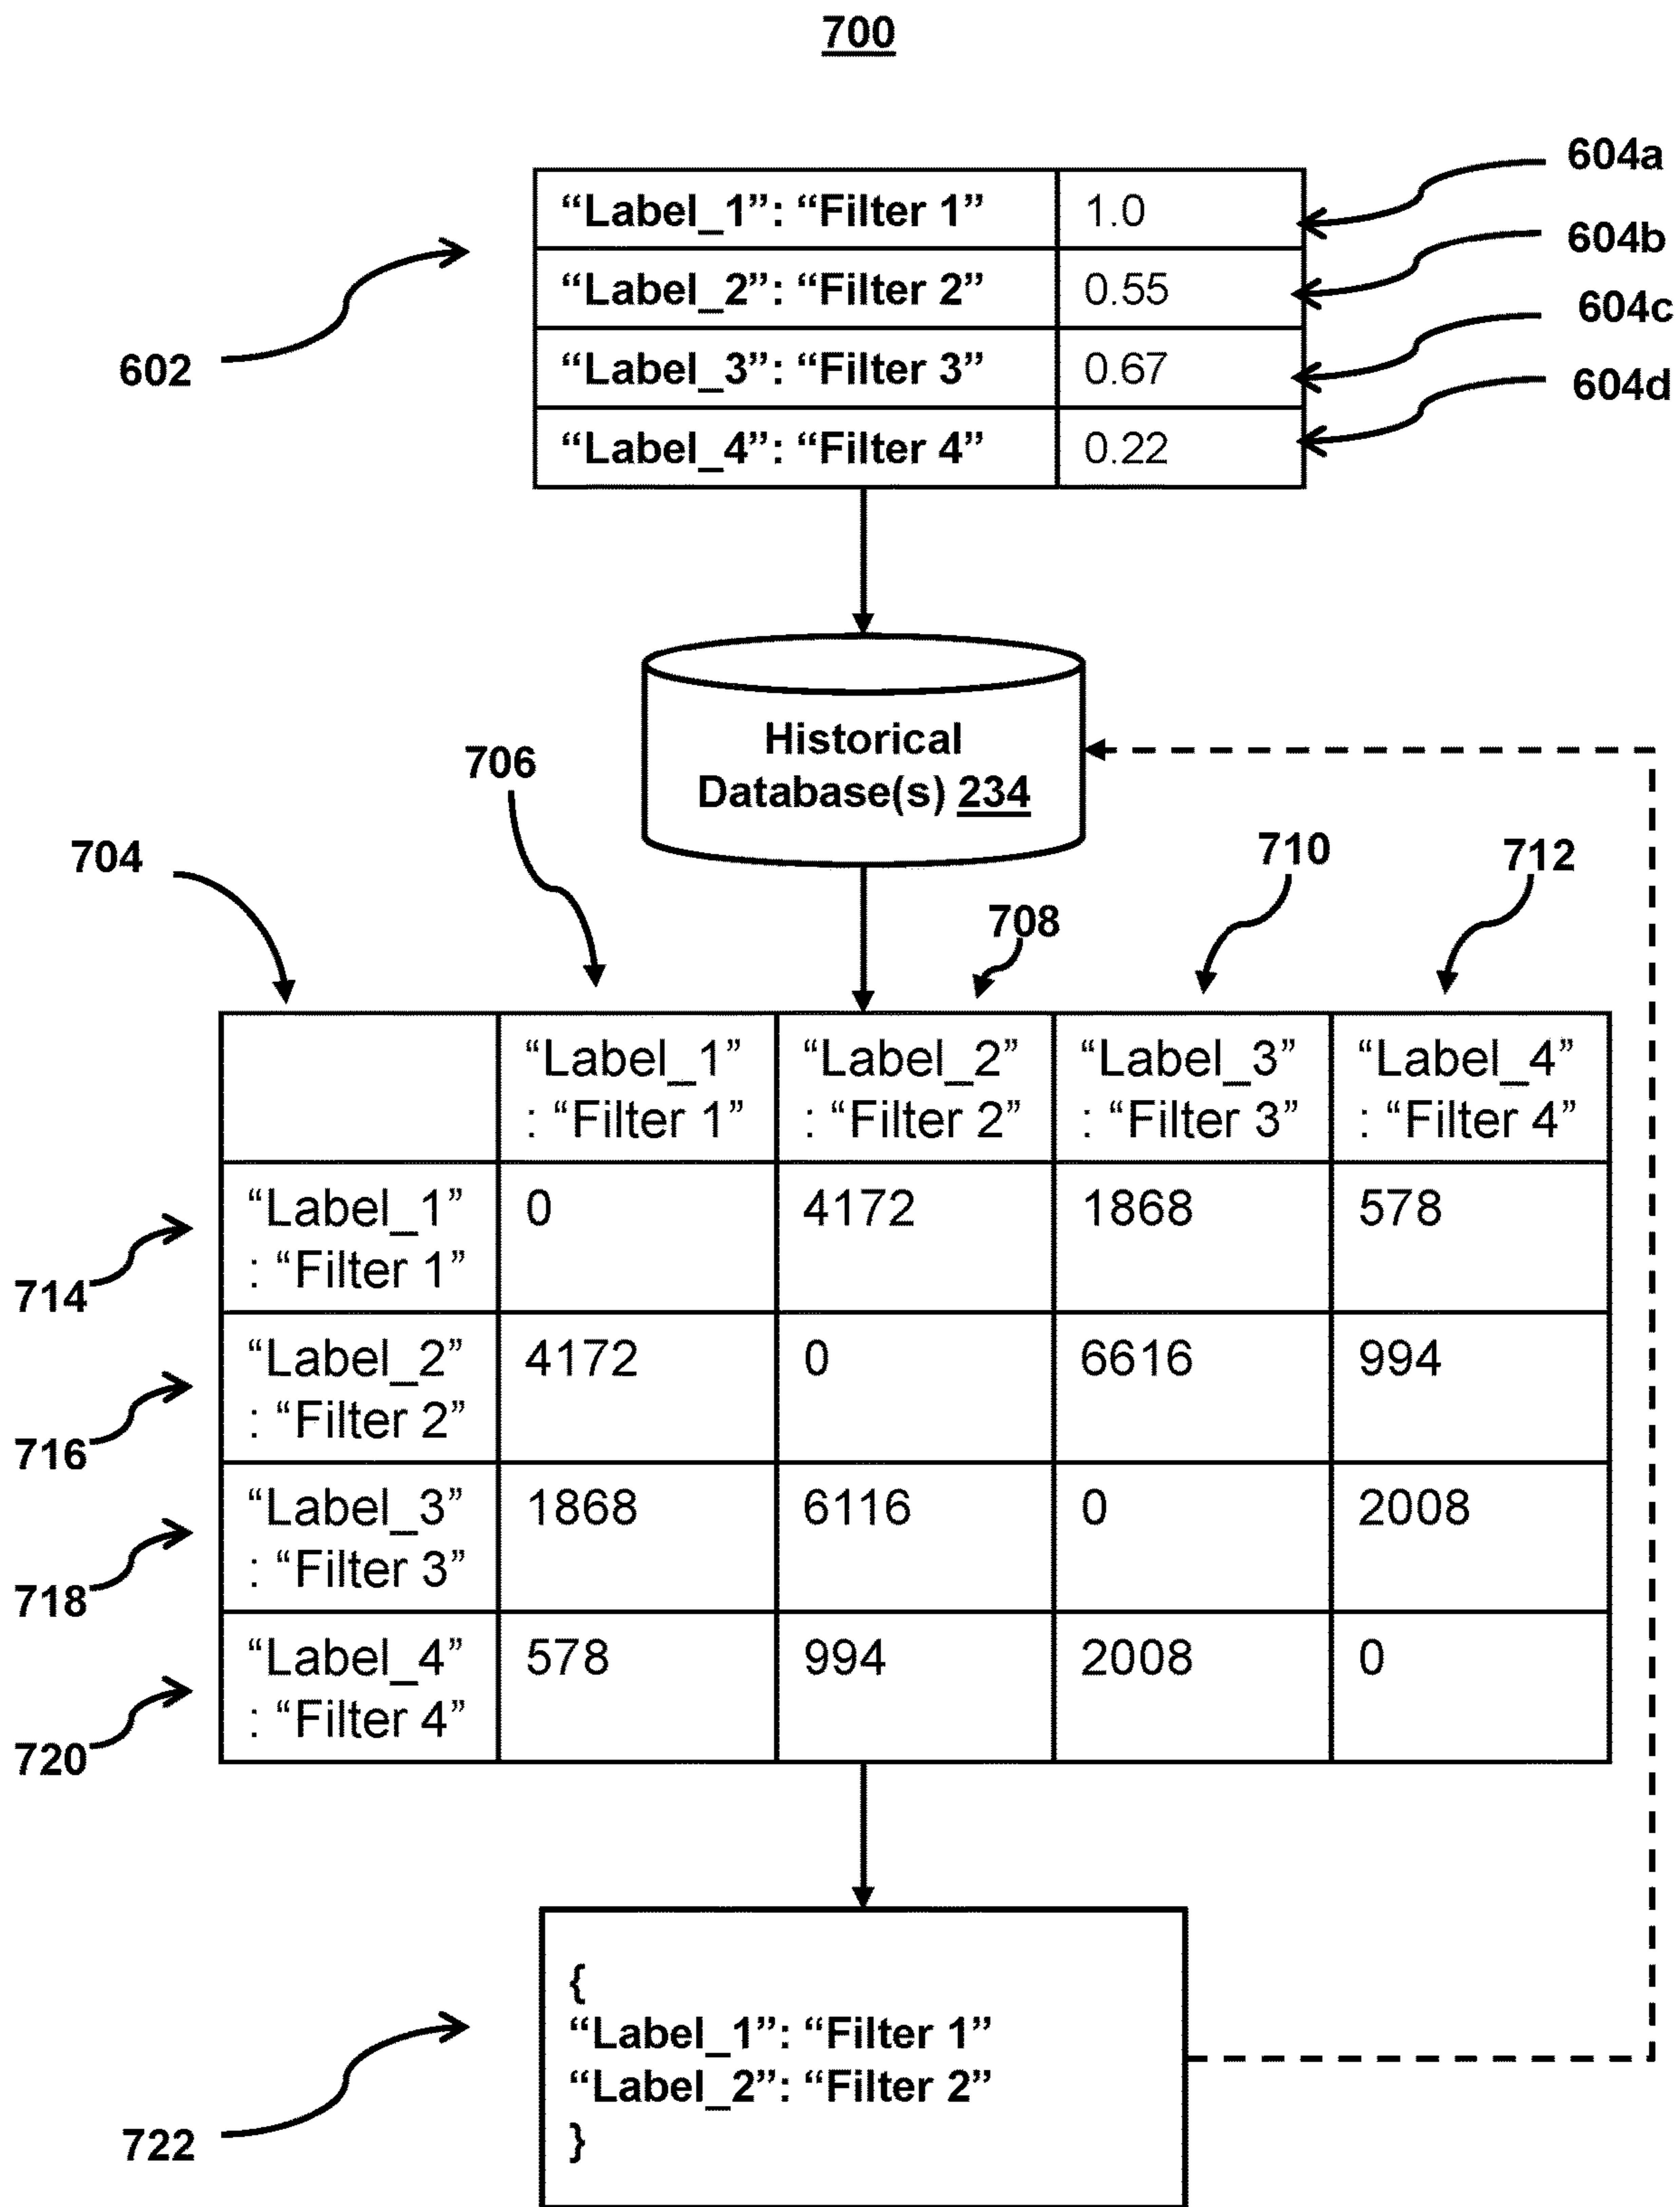 700
604a
“Label_1”: “Filter 1” 1.0
604b
“Label_2”: “Filter 2” 0.55
604c
602
“Label_3”: “Filter 3” 0.67
604d
“Label_4”: “Filter 4” 0.22
Historical
Database(s) 234
706
704
708
710
712
“Label_1” “Label_2” “Label_3” “Label_4”
: “Filter 1” : “Filter 2” : “Filter 3” : “Filter 4”
“Label_1” 0 4172 1868 578
: “Filter 1”
714
“Label_2” 4172 0 6616 994
: “Filter 2”
716
“Label_3” 1868 6116 0 2008
: “Filter 3”
718
“Label_4” 578 994 2008 0
: “Filter 4”
720
{
“Label_1”: “Filter 1”
“Label_2”: “Filter 2”
}
722